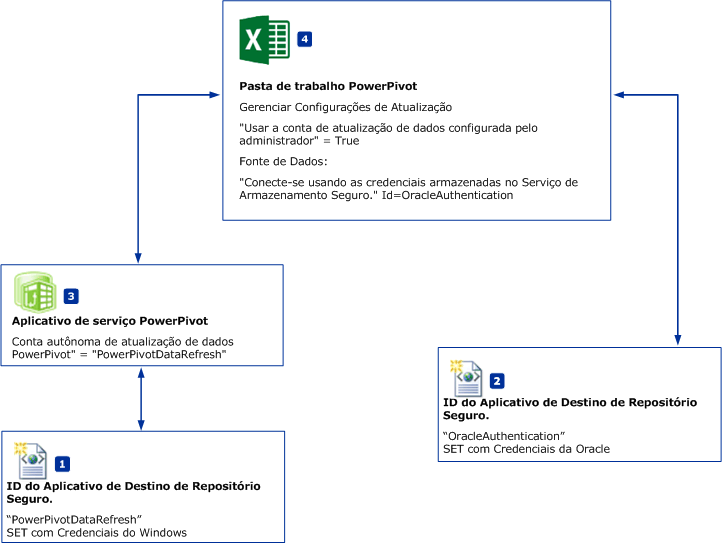 4
Pasta de trabalho PowerPivot
Gerenciar Configurações de Atualização
"Usar a conta de atualização de dados configurada pelo
administrador" = True
Fonte de Dados:
"Conecte-se usando as credenciais armazenadas no Serviço de
Armazenamento Seguro." Id=OracleAuthentication
3
Aplicativo de serviço PowerPivot
Conta autônoma de atualização de dados
PowerPivot" = "PowerPivotDataRefresh"
2
ID do Aplicativo de Destino de Repositório
Seguro.
“OracleAuthentication”
SET com Credenciais da Oracle
1
ID do Aplicativo de Destino de Repositório
Seguro.
“PowerPivotDataRefresh”
SET com Credenciais do Windows